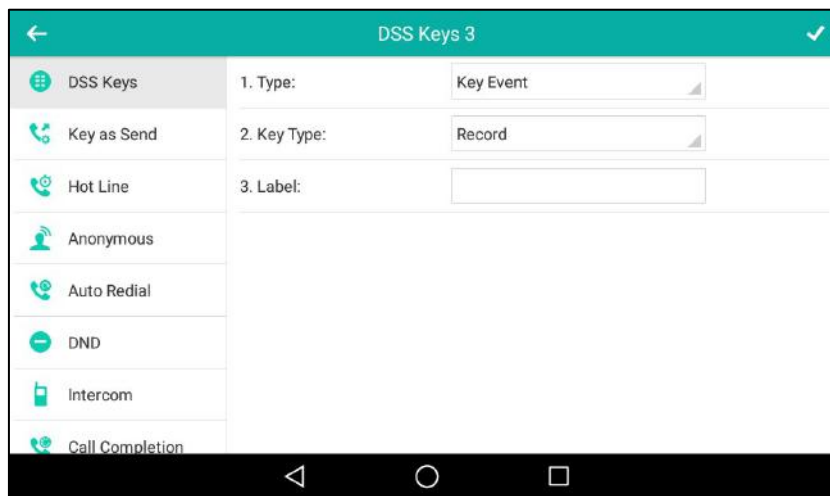 DSS Keys 3
DSS Keys
1. Type:
Key Event
Key as Send
2. Key Type:
Record
Hot Line
3. Label:
Anonymous
Auto Redial
DND
Intercom
Call Completion